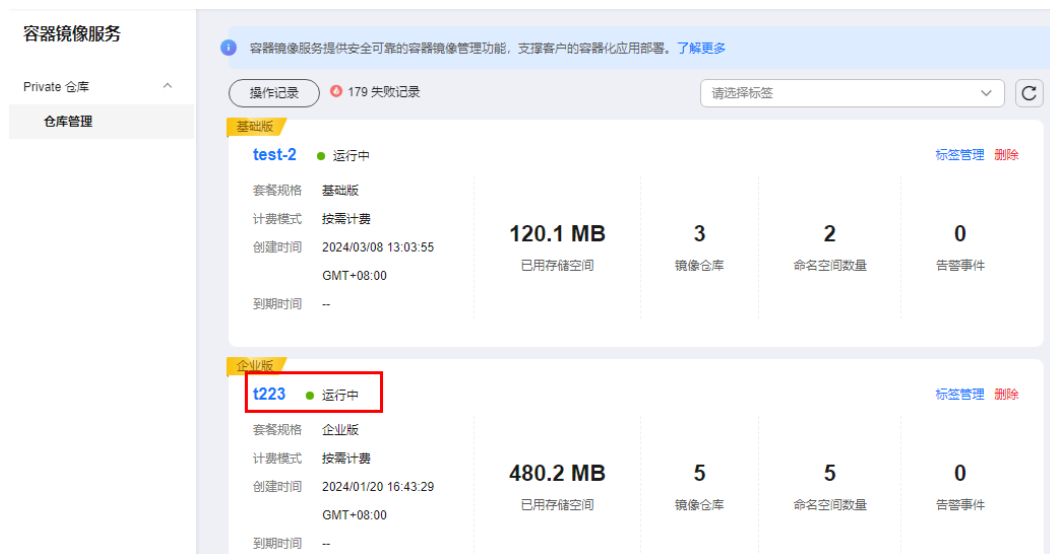 容器镜像服务
Private 仓库
仓库管理
容器镜像服务提供安全可靠的容器镜像管理功能，支撑客户的容器化应用部署。了解更多
操作记录 179 失败记录 请选择标签
基础版
test-2 运行中 标签管理 删除
套餐规格 基础版
计费模式 按需计费
创建时间 2024/03/08 13:03:55
GMT+08:00
到期时间 --
120.1 MB 3 2 0
已用存储空间 镜像仓库 命名空间数量 告警事件
企业版
t223 运行中 标签管理 删除
套餐规格 企业版
计费模式 按需计费
创建时间 2024/01/20 16:43:29
GMT+08:00
到期时间 --
480.2 MB 5 5 0
已用存储空间 镜像仓库 命名空间数量 告警事件